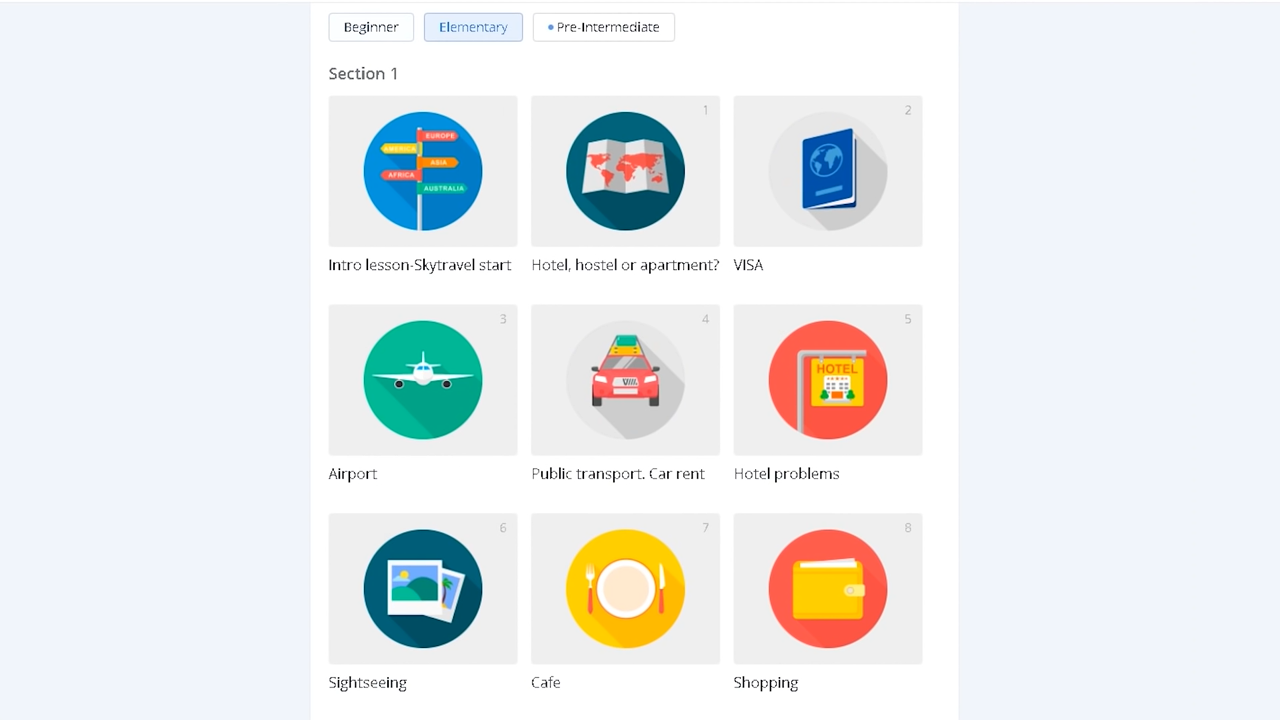 Beginner
Elementary
Pre-Intermediate
Section 1
EUROPE
AMERICA
ASIA
AFRICA
AUSTRALIA
1
2
Intro lesson-Skytravel start
Hotel, hostel or apartment?
VISA
3
4
5
HOTEL
Airport
Public transport. Car rent
Hotel problems
6
7
8
Sightseeing
Cafe
Shopping